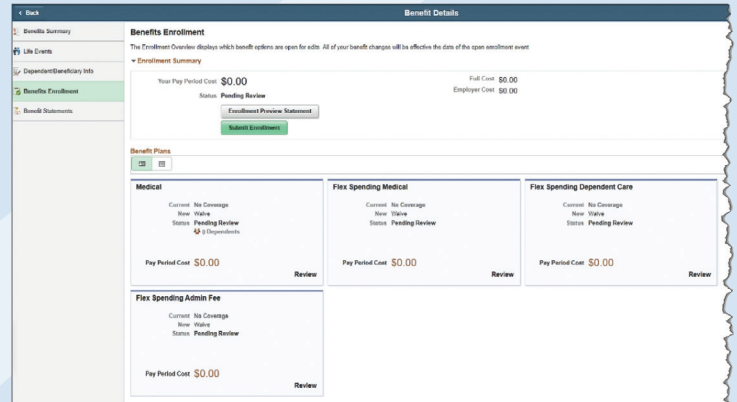 Back
Benefit Details
Benefits Summary
Life Events
Dependent/Beneficiary Info
Benefits Enrollment
Benefit Statements
Benefits Enrollment
The Enrollment Overview displays which benefit options are open for edits. All of your benefit changes will be effective the date of the open enrollment event
Enrollment Summary
Your Pay Period Cost $0.00
Full Cost $0.00
Employer Cost $0.00
Status Pending Review
Enrollment Preview Statement
Submit Enrollment
Benefit Plans
Medical
Current No Coverage
New Waive
Status Pending Review
Dependents
Pay Period Cost $0.00
Review
Flex Spending Medical
Current No Coverage
New Waive
Status Pending Review
Pay Period Cost $0.00
Review
Flex Spending Dependent Care
Current No Coverage
New Waive
Status Pending Review
Pay Period Cost $0.00
Review
Flex Spending Admin Fee
Current No Coverage
New Waive
Status Pending Review
Pay Period Cost $0.00
Review